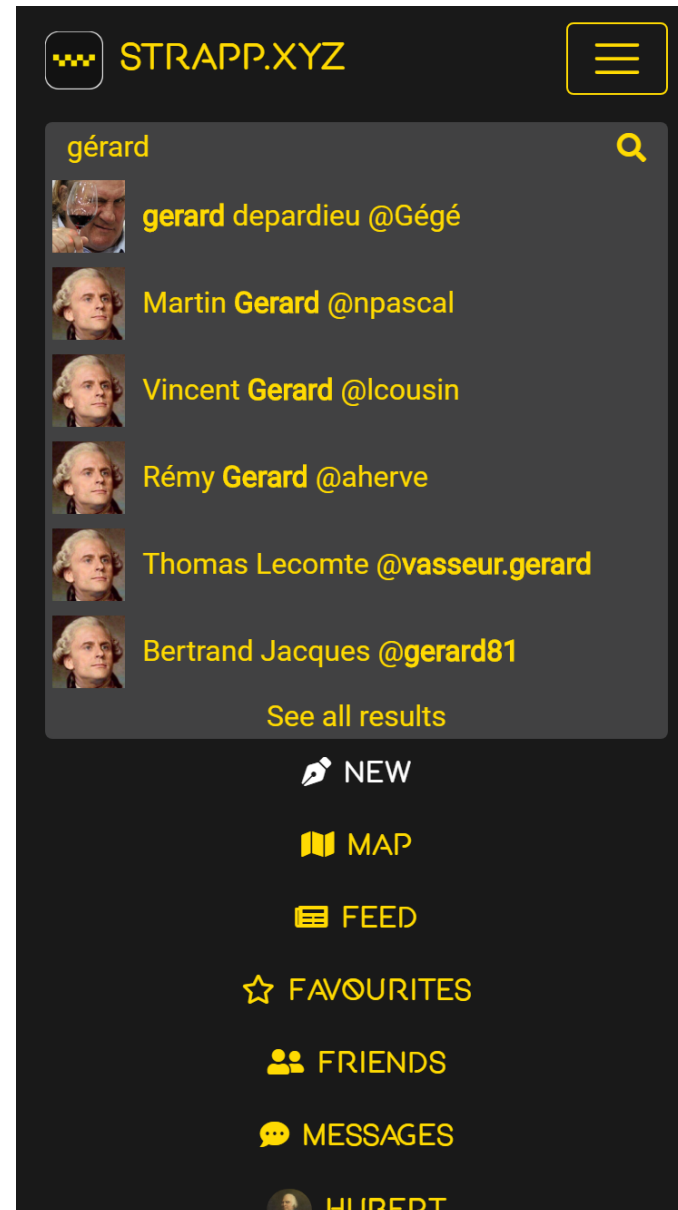 STRAPP.XYZ
gérard
gerard depardieu @Gégé
Martin Gerard @npascal
Vincent Gerard @lcousin
Rémy Gerard @aherve
Thomas Lecomte @vasseur.gerard
Bertrand Jacques @gerard81
See all results
NEW
MAP
FEED
FAVOURITES
FRIENDS
MESSAGES
HUBERT